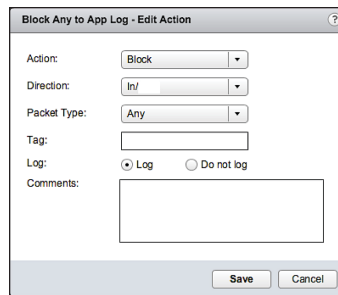 Block Any to App Log - Edit Action
?
Action: Block
Direction: In/
Packet Type: Any
Tag:
Log: Log Do not log
Comments:
Save Cancel